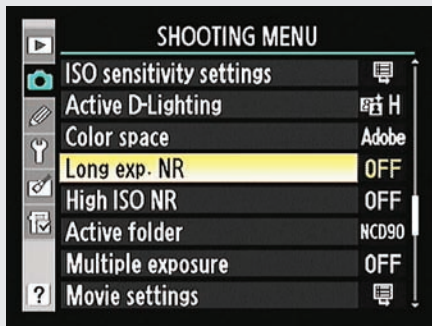 SHOOTING MENU
ISO sensitivity settings
Active D-Lighting H
Color space Adobe
Long exp. NR OFF
High ISO NR OFF
Active folder NCD90
Multiple exposure OFF
? Movie settings